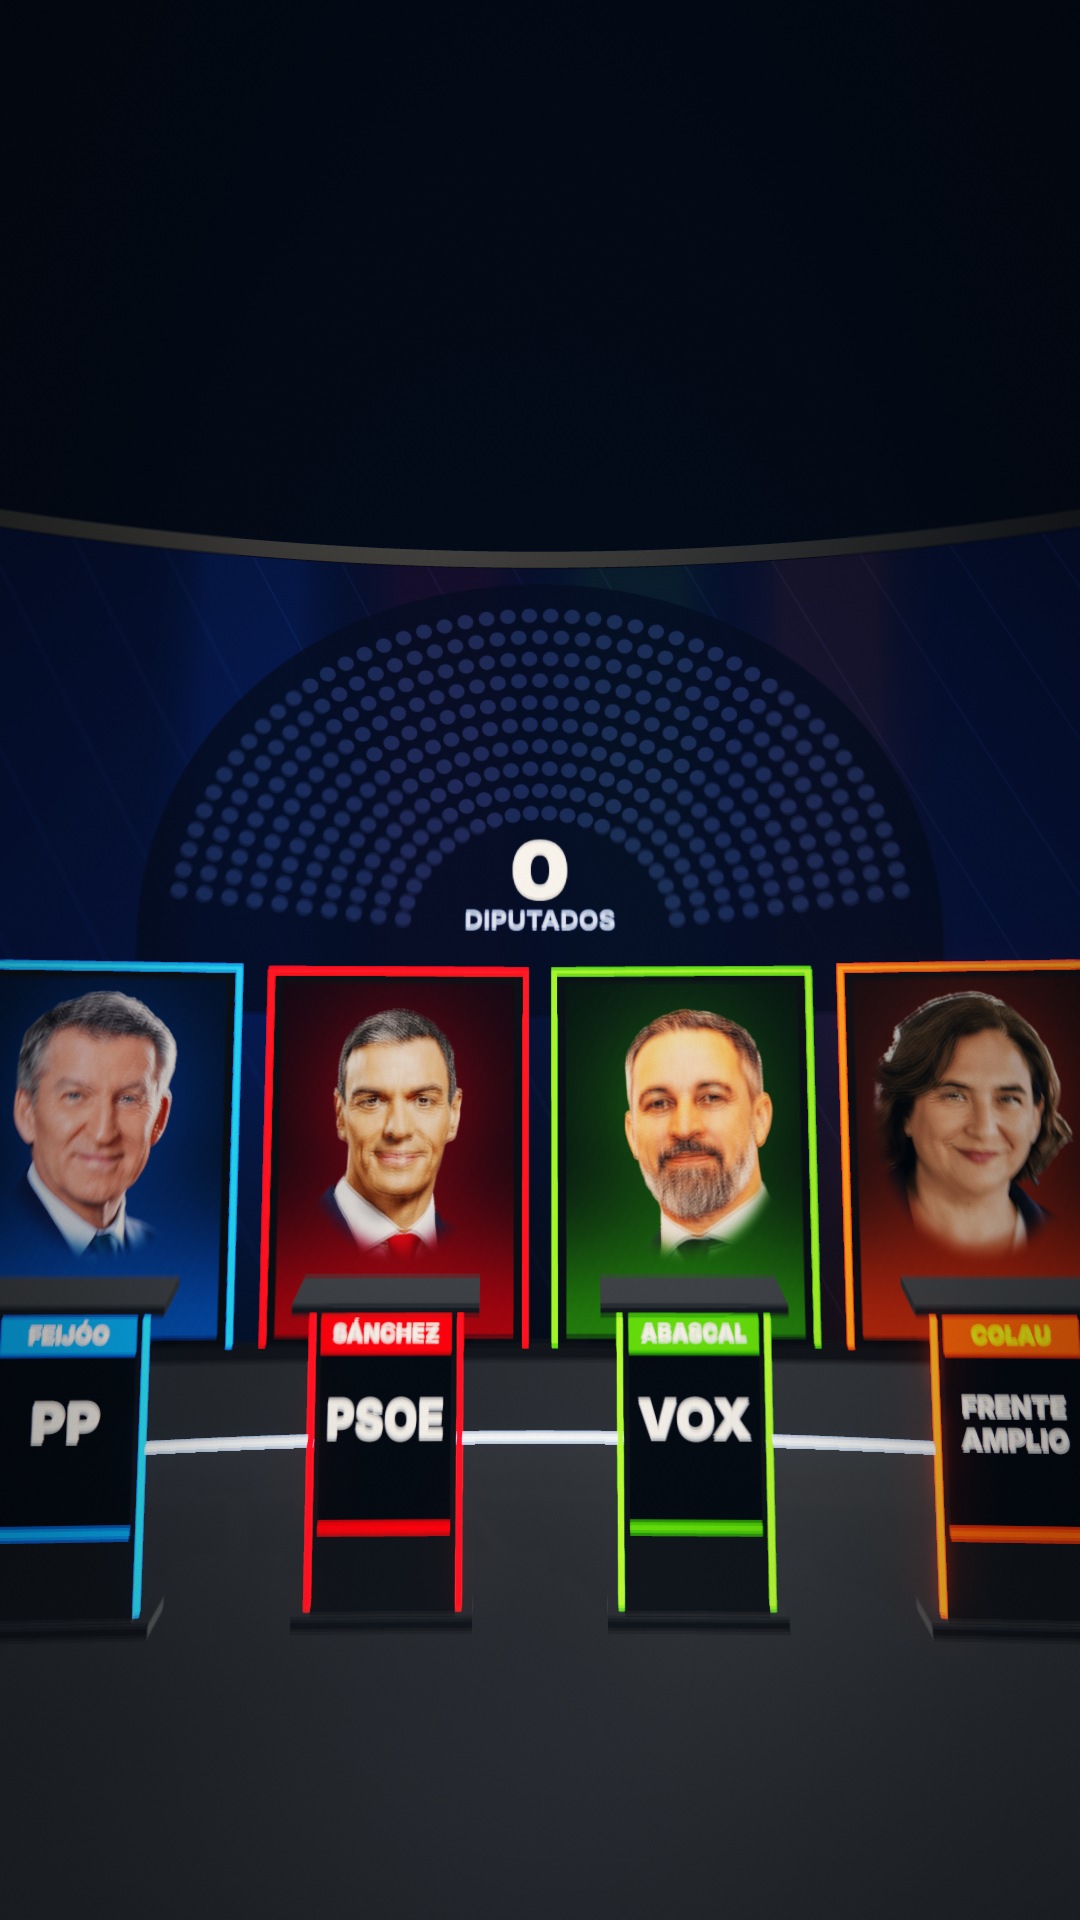 0
DIPUTADOS
FEIJÓO
SÁNCHEZ
ABASCAL
COLAU
PP
PSOE
VOX
FRENTE
AMPLIO